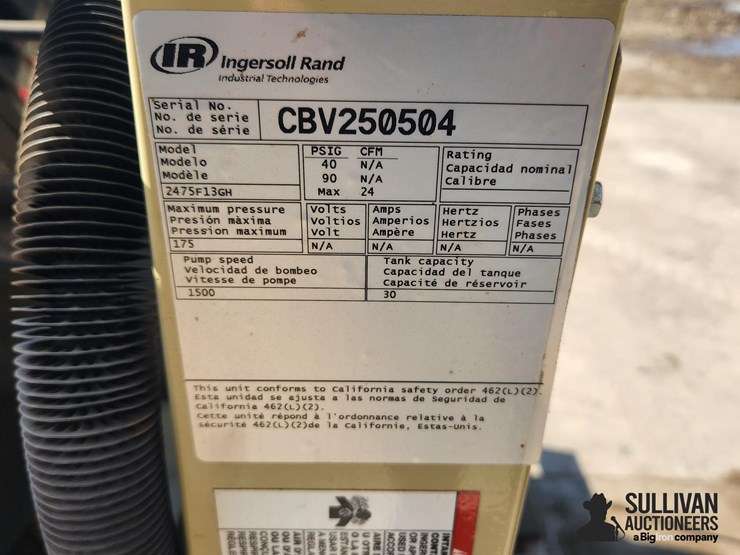 IR Ingersoll Rand
Industrial Technologies
Serial No.
No. de serie
No. de série
CBV250504
Model
Modelo
Modèle
2475F13GH
PSIG CFM
40 N/A
90 N/A
Max 24
Rating
Capacidad nominal
Calibre
Maximum pressure
Presión màxima
Pression maximum
175
Volts
Voltios
Volt
N/A
Amps
Amperios
Ampère
N/A
Hertz
Hertzios
Hertz
N/A
Phases
Fases
Phases
N/A
Pump speed
Velocidad de bombeo
Vitesse de pompe
1500
Tank capacity
Capacidad del tanque
Capacité de réservoir
30
This unit conforms to California safety order 462(L)(2).
Esta unidad se ajusta a las normas de Seguridad de
California 462(L)(2).
Cette unité répond à l'ordonnance relative à la
sécurité 462(L)(2)de la Californie, Estas-Unis.
SULLIVAN
AUCTIONEERS
a BigIron company